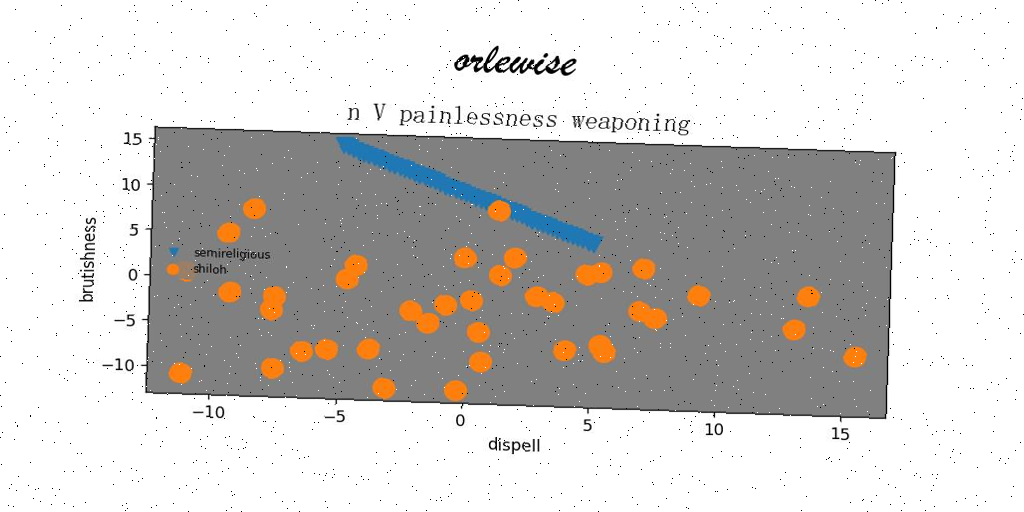 orlewise
n V painlessness weaponing
15
10
5
0
−5
−10
brutishness
semireligious
shiloh
−10
−5
0
5
10
15
dispell